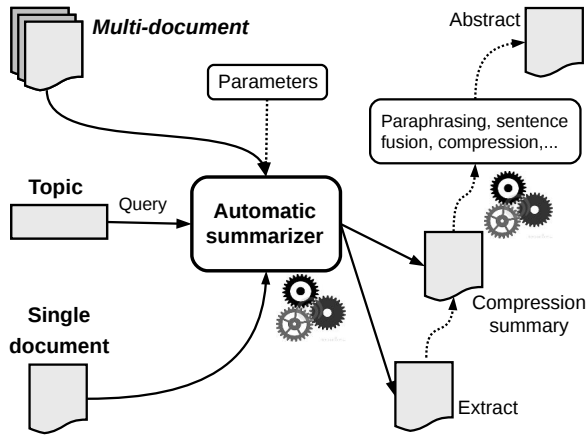 Multi-document
Abstract
Parameters
Paraphrasing, sentence
fusion, compression,...
Topic
Query
Automatic
summarizer
Single
document
Compression
summary
Extract